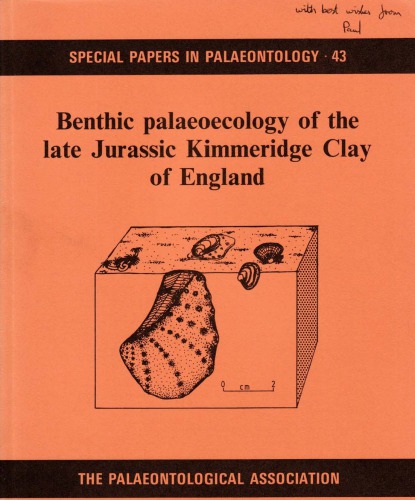 with best wishes from
Paul
SPECIAL PAPERS IN PALAEONTOLOGY · 43
Benthic palaeoecology of the
late Jurassic Kimmeridge Clay
of England
0 cm 2
THE PALAEONTOLOGICAL ASSOCIATION